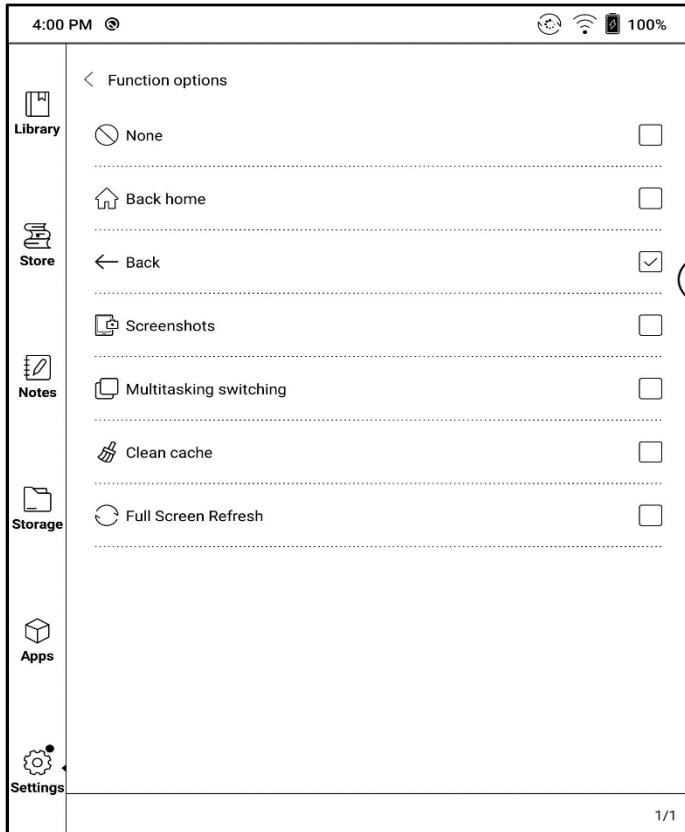 4:00 PM 100%
Function options
Library
None
Back home
Store
Back
Screenshots
Notes
Multitasking switching
Clean cache
Storage
Full Screen Refresh
Apps
Settings
1/1